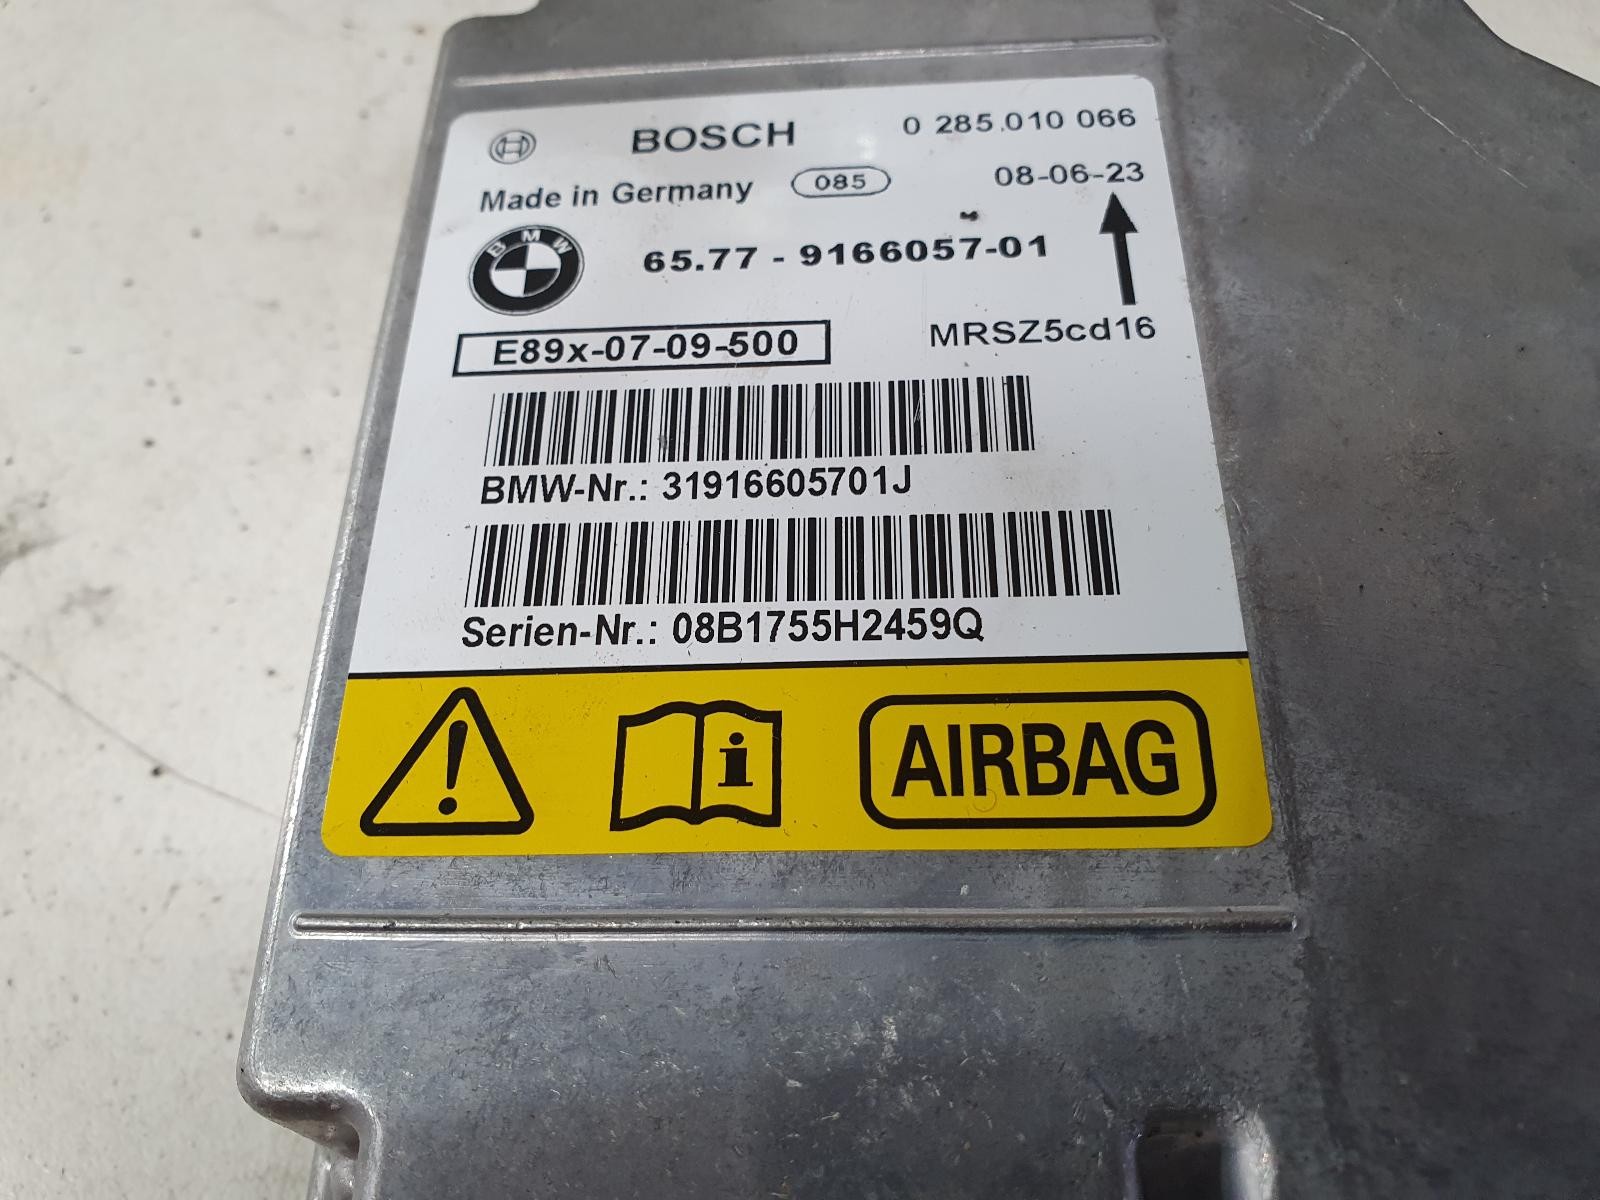 BOSCH 0 285.010 066
Made in Germany 085 08-06-23
BMW 65.77 - 9166057-01
E89x-07-09-500 MRSZ5cd16
BMW-Nr.: 31916605701J
Serien-Nr.: 08B1755H2459Q
! i AIRBAG